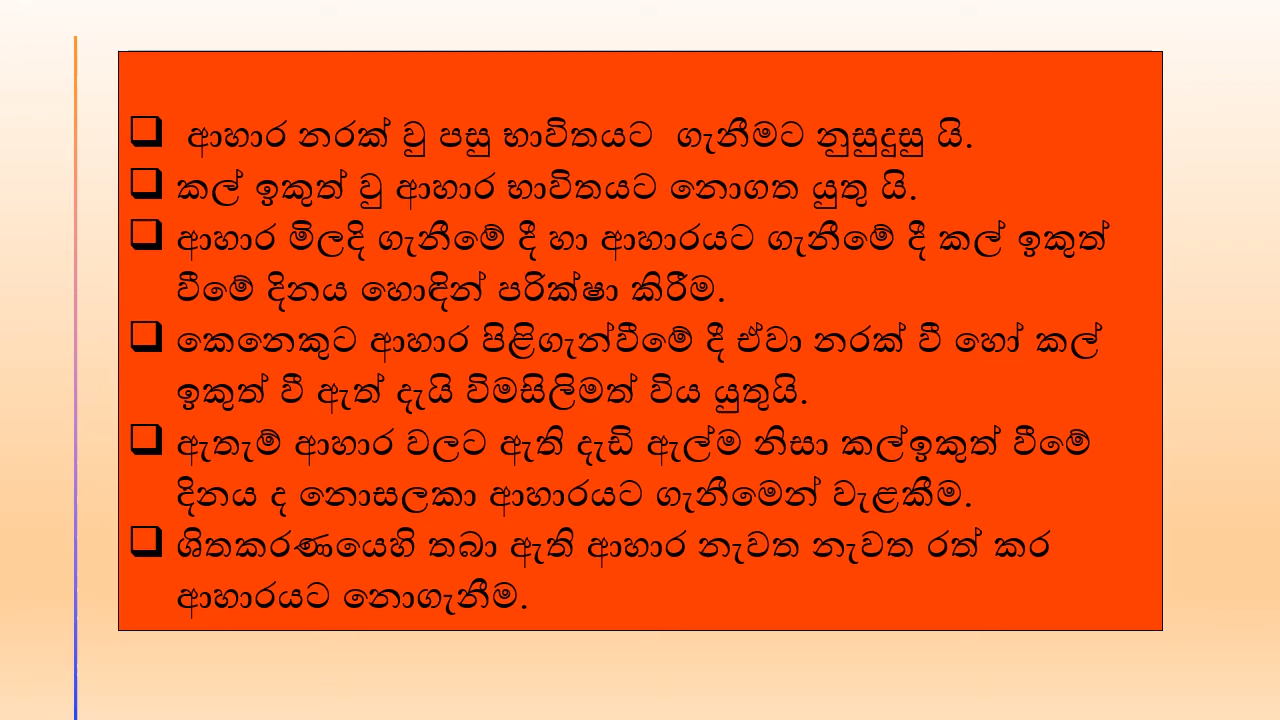 ❑ ආහාර නරක් වු පසු භාවිතයට ගැනීමට නුසුදුසු යි.
❑ කල් ඉකුත් වු ආහාර භාවිතයට නොගත යුතු යි.
❑ ආහාර මිලදි ගැනීමේ දී හා ආහාරයට ගැනීමේ දී කල් ඉකුත්
වීමේ දිනය හොඳින් පරික්ෂා කිරීම.
❑ කෙනෙකුට ආහාර පිළිගැන්වීමේ දී ඒවා නරක් වී හෝ කල්
ඉකුත් වී ඇත් දැයි විමසිලිමත් විය යුතුයි.
❑ ඇතැම් ආහාර වලට ඇති දැඩි ඇල්ම නිසා කල්ඉකුත් වීමේ
දිනය ද නොසලකා ආහාරයට ගැනීමෙන් වැළකීම.
❑ ශිතකරණයෙහි තබා ඇති ආහාර නැවත නැවත රත් කර
ආහාරයට නොගැනීම.